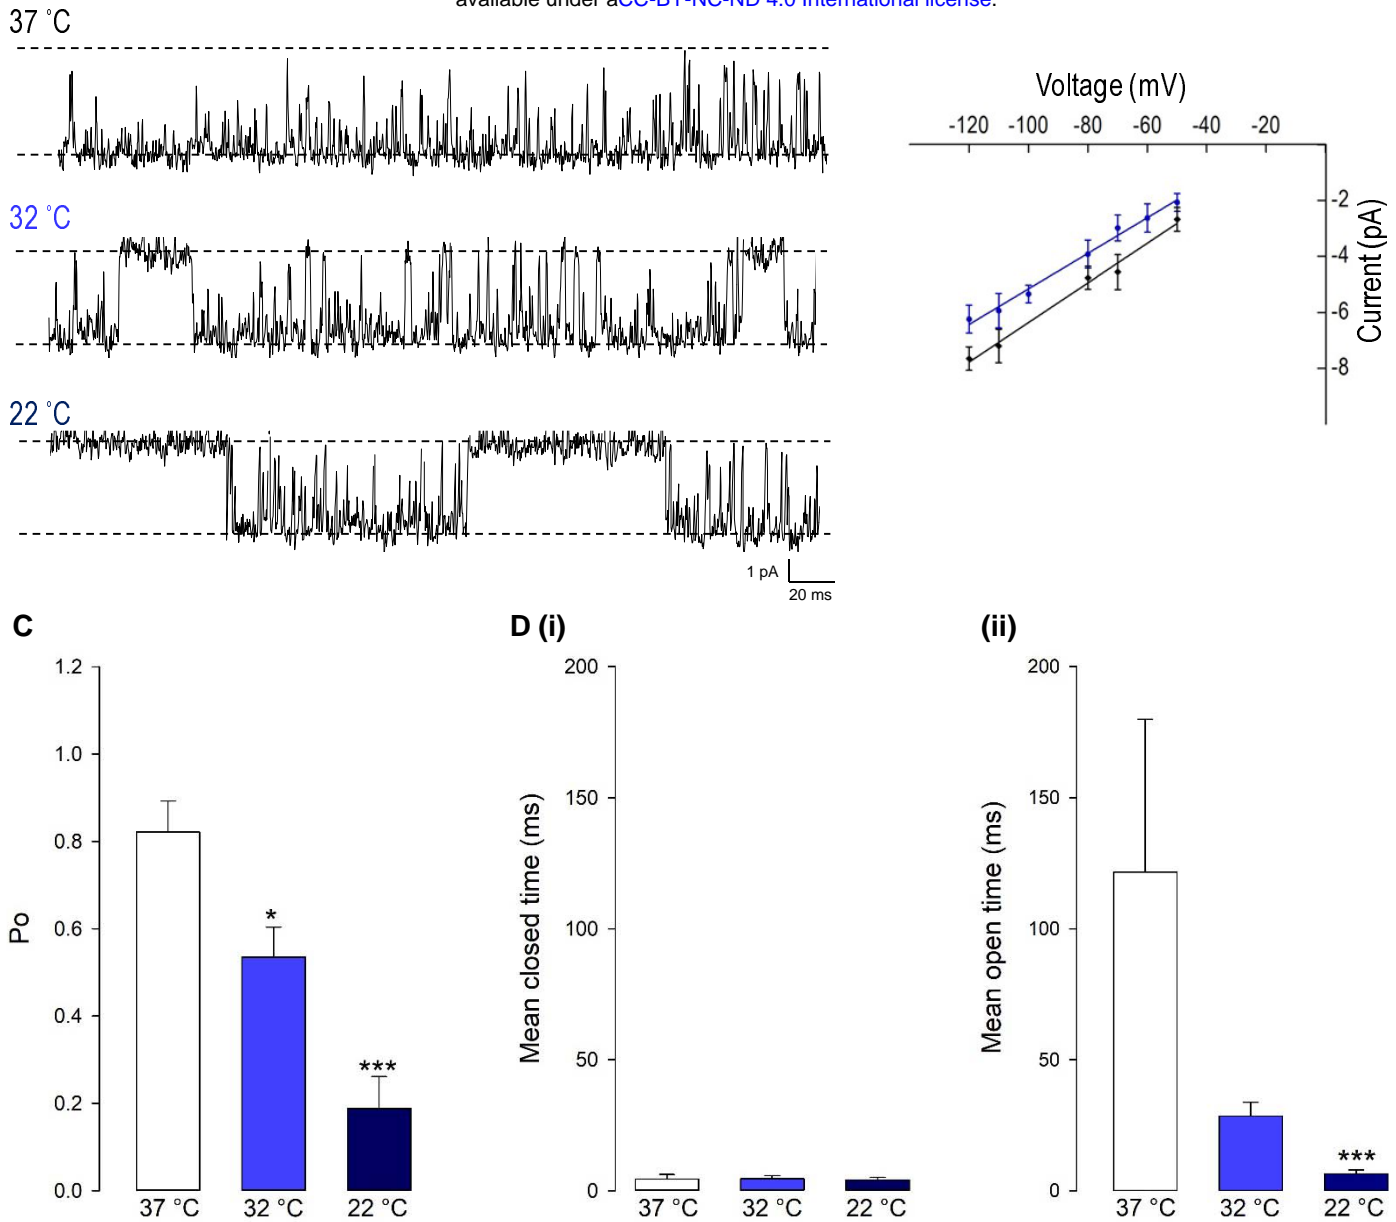 available under aCC-BY-NC-ND 4.0 International license.
37 °C
32 °C
22 °C
1 pA
20 ms
Voltage (mV)
-120 -100 -80 -60 -40 -20
-2
-4
-6
-8
Current (pA)
C
1.2
1.0
0.8
0.6
0.4
0.2
0.0
Po
*
***
37 °C 32 °C 22 °C
D (i)
200
150
100
50
0
Mean closed time (ms)
37 °C 32 °C 22 °C
(ii)
200
150
100
50
0
Mean open time (ms)
***
37 °C 32 °C 22 °C